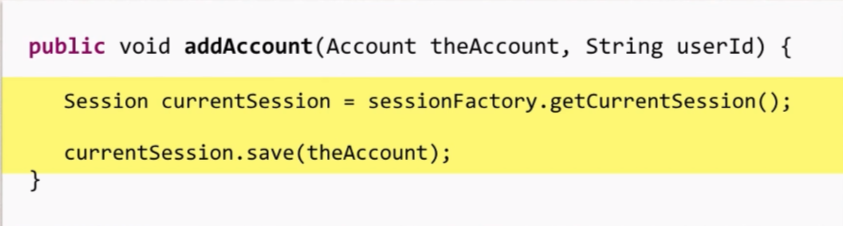 public void addAccount(Account theAccount, String userId) {
Session currentSession = sessionFactory.getCurrentSession();
currentSession.save(theAccount);
}